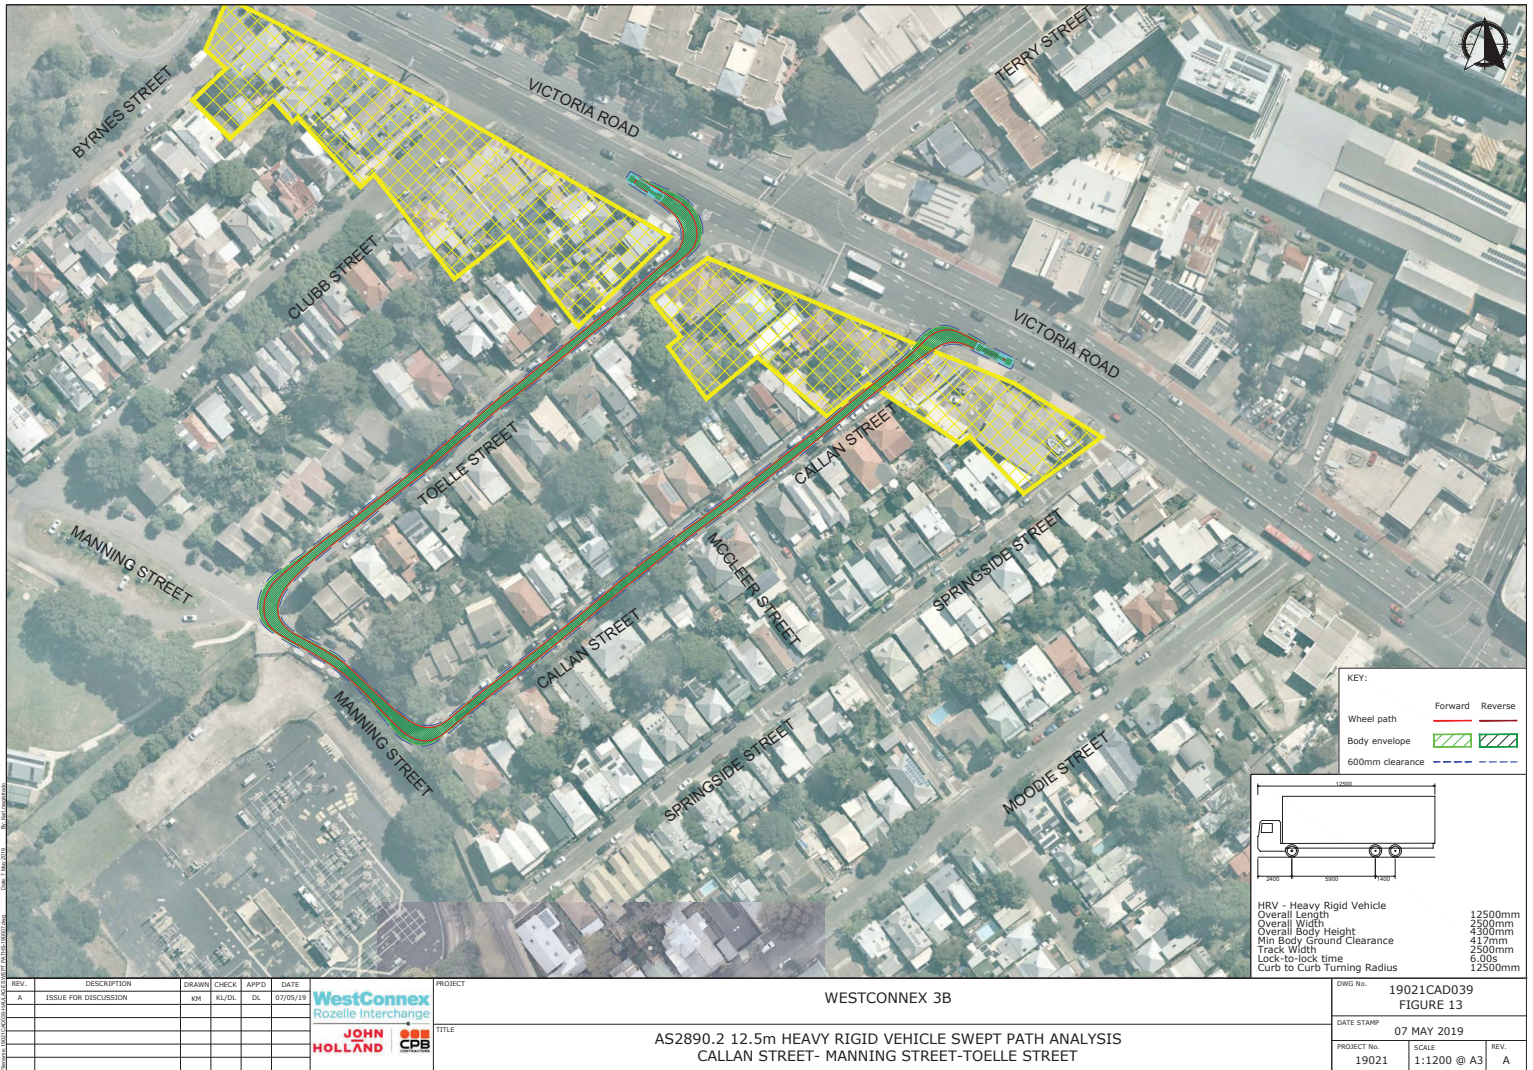 TERRY STREET
VICTORIA ROAD
BYRNES STREET
CLUBB STREET
VICTORIA ROAD
TOELLE STREET
CALLAN STREET
MANNING STREET
MCCLEER STREET
SPRINGSIDE STREET
CALLAN STREET
MANNING STREET
SPRINGSIDE STREET
MOODIE STREET
KEY:
Forward Reverse
Wheel path
Body envelope
600mm clearance
12500
2400 5900 1400
HRV - Heavy Rigid Vehicle
Overall Length 12500mm
Overall Width 2500mm
Overall Body Height 4300mm
Min Body Ground Clearance 417mm
Track Width 2500mm
Lock-to-lock time 6.00s
Curb to Curb Turning Radius 12500mm
REV. DESCRIPTION DRAWN CHECK APP'D DATE
A ISSUE FOR DISCUSSION KM KL/DL DL 07/05/19
WestConnex
Rozelle Interchange
JOHN
HOLLAND
CPB
CONTRACTORS
PROJECT
WESTCONNEX 3B
TITLE
AS2890.2 12.5m HEAVY RIGID VEHICLE SWEPT PATH ANALYSIS
CALLAN STREET- MANNING STREET-TOELLE STREET
DWG No.
19021CAD039
FIGURE 13
DATE STAMP
07 MAY 2019
PROJECT No. SCALE REV.
19021 1:1200 @ A3 A
Date: 7 May 2019